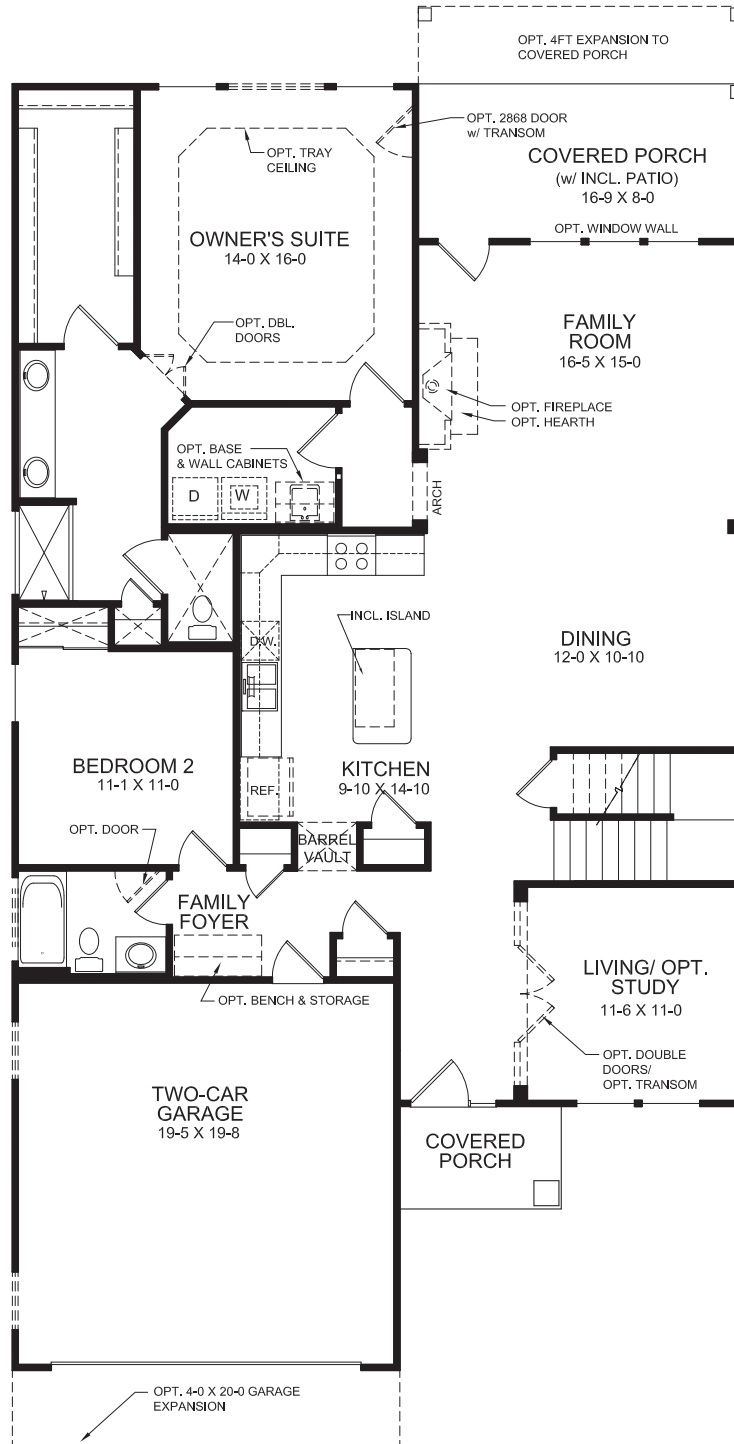 OPT. 4FT EXPANSION TO
COVERED PORCH
OPT. 2868 DOOR
w/ TRANSOM
OPT. TRAY
CEILING
COVERED PORCH
(w/ INCL. PATIO)
16-9 X 8-0
OPT. WINDOW WALL
OWNER'S SUITE
14-0 X 16-0
OPT. DBL.
DOORS
FAMILY
ROOM
16-5 X 15-0
OPT. FIREPLACE
OPT. HEARTH
OPT. BASE
& WALL CABINETS
D
W
ARCH
INCL. ISLAND
D.W.
DINING
12-0 X 10-10
BEDROOM 2
11-1 X 11-0
KITCHEN
9-10 X 14-10
REF.
OPT. DOOR
BARREL
VAULT
FAMILY
FOYER
OPT. BENCH & STORAGE
LIVING/ OPT.
STUDY
11-6 X 11-0
OPT. DOUBLE
DOORS/
OPT. TRANSOM
TWO-CAR
GARAGE
19-5 X 19-8
COVERED
PORCH
OPT. 4-0 X 20-0 GARAGE
EXPANSION